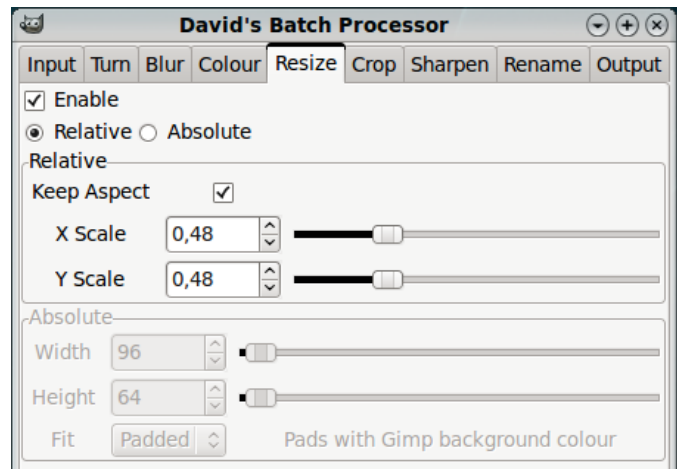 David's Batch Processor
Input Turn Blur Colour Resize Crop Sharpen Rename Output
Enable
Relative Absolute
Relative
Keep Aspect
X Scale 0,48
Y Scale 0,48
Absolute
Width 96
Height 64
Fit Padded Pads with Gimp background colour